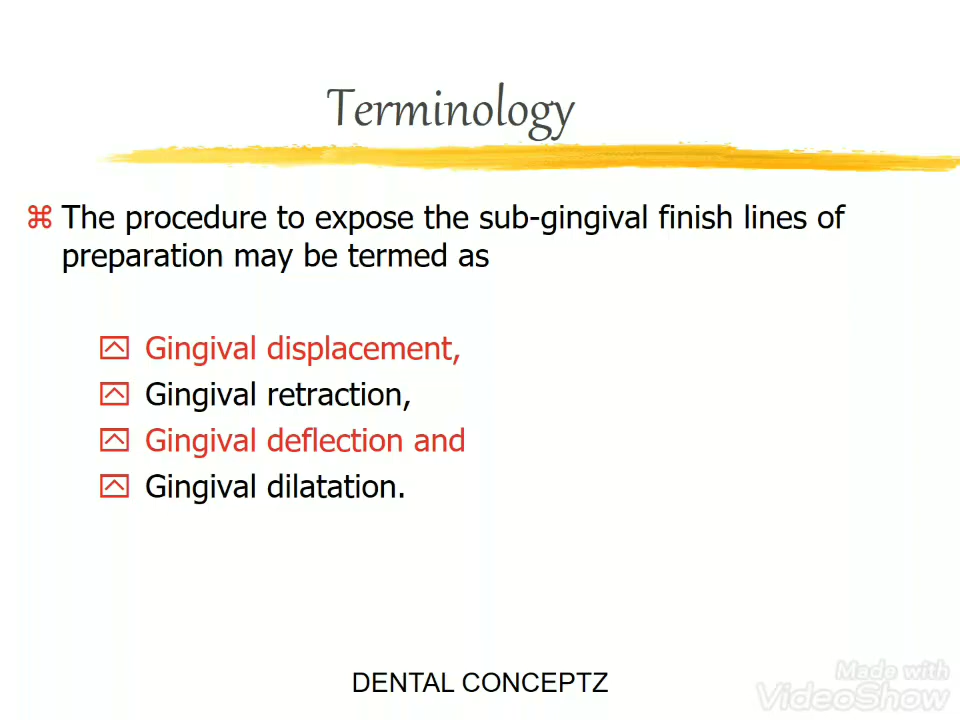 Terminology
The procedure to expose the sub-gingival finish lines of
preparation may be termed as
Gingival displacement,
Gingival retraction,
Gingival deflection and
Gingival dilatation.
DENTAL CONCEPTZ
Made with
VideoShow